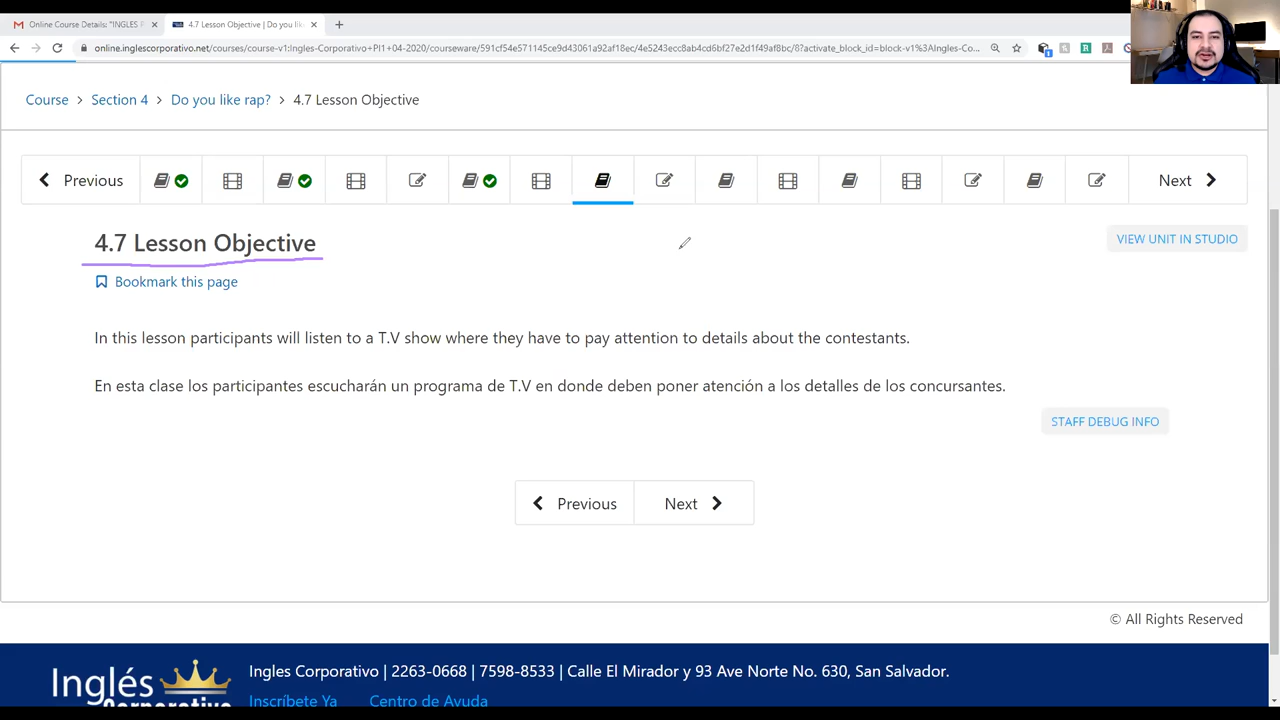 Online Course Details: "INGLES P
4.7 Lesson Objective | Do you lik
online.inglescorporativo.net/courses/course-v1:Ingles-Corporativo+PI1+04-2020/courseware/591cf54e571145ce9d43061a92af18ec/4e5243ecc8ab4cd6bf27e2d1f49af8bc/8?activate_block_id=block-v1%3AIngles-Co...
Course > Section 4 > Do you like rap? > 4.7 Lesson Objective
Previous
Next
4.7 Lesson Objective
VIEW UNIT IN STUDIO
Bookmark this page
In this lesson participants will listen to a T.V show where they have to pay attention to details about the contestants.
En esta clase los participantes escucharán un programa de T.V en donde deben poner atención a los detalles de los concursantes.
STAFF DEBUG INFO
Previous
Next
© All Rights Reserved
Inglés
Corporativo
Ingles Corporativo | 2263-0668 | 7598-8533 | Calle El Mirador y 93 Ave Norte No. 630, San Salvador.
Inscríbete Ya
Centro de Ayuda